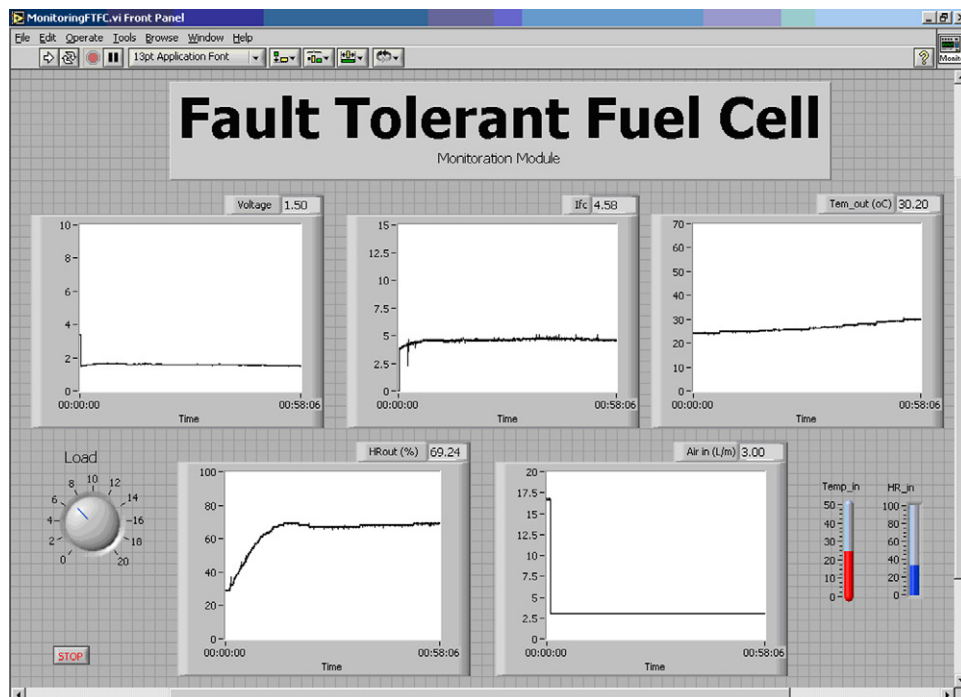 MonitoringFTFC.vi Front Panel
File Edit Operate Tools Browse Window Help
13pt Application Font
?
Monito
Fault Tolerant Fuel Cell
Monitoration Module
Voltage 1.50
10
8
6
4
2
0
00:00:00 00:58:06
Time
Ifc 4.58
15
12.5
10
7.5
5
2.5
0
00:00:00 00:58:06
Time
Tem_out (oC) 30.20
70
60
50
40
30
20
10
0
00:00:00 00:58:06
Time
Load
0 2 4 6 8 10 12 14 16 18 20
HRout (%) 69.24
100
80
60
40
20
0
00:00:00 00:58:06
Time
Air in (L/m) 3.00
20
17.5
15
12.5
10
7.5
5
2.5
0
00:00:00 00:58:06
Time
Temp_in
50
40
30
20
10
0
HR_in
100
80
60
40
20
0
STOP